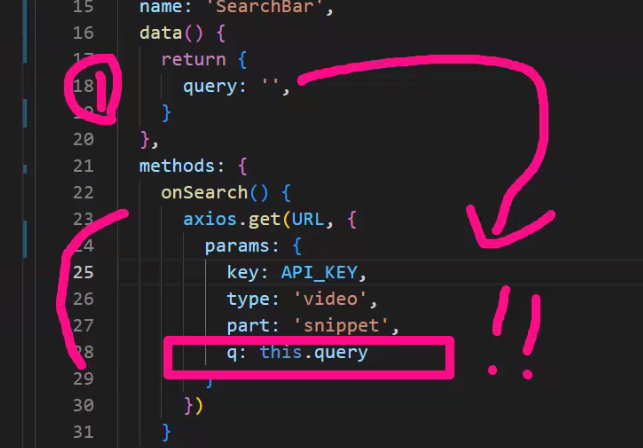 15 name: 'SearchBar',
16 data() {
17 return {
18 query: '',
19 }
20 },
21 methods: {
22 onSearch() {
23 axios.get(URL, {
24 params: {
25 key: API_KEY,
26 type: 'video',
27 part: 'snippet',
28 q: this.query
29 }
30 })
31 }
1
!!